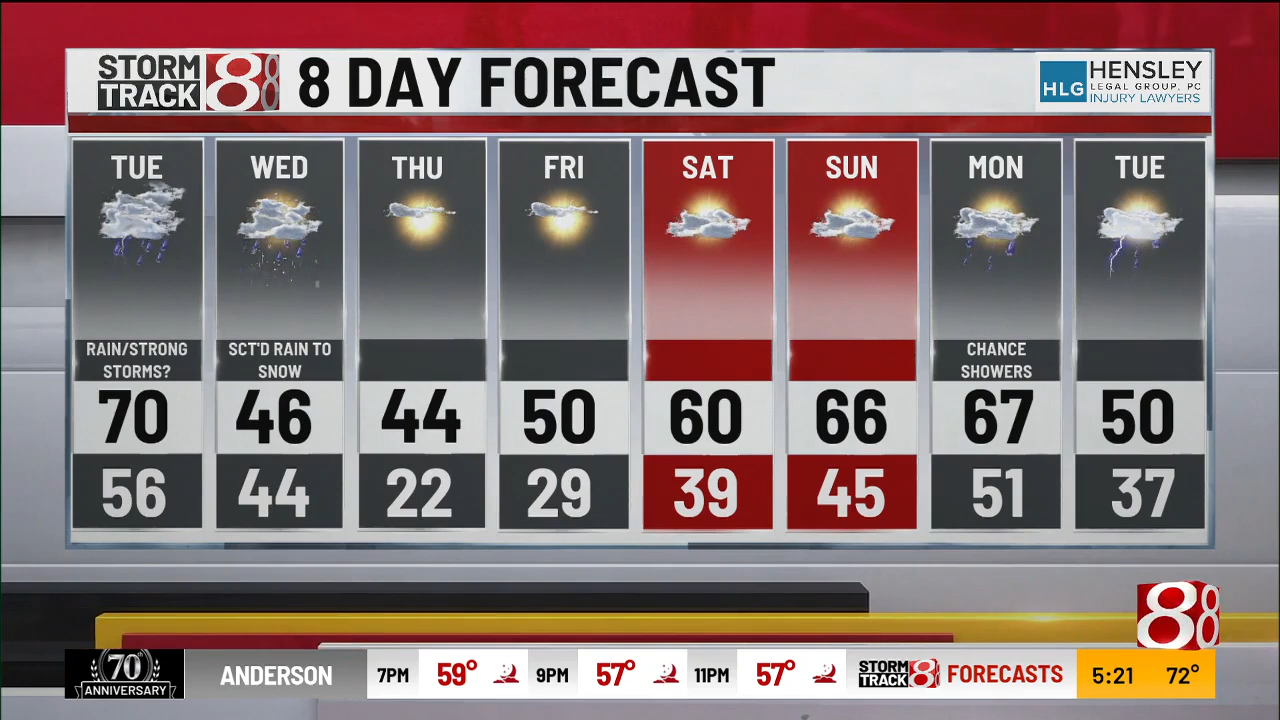 STORM
TRACK 8
8 DAY FORECAST
HLG
HENSLEY
LEGAL GROUP, PC
INJURY LAWYERS
TUE
RAIN/STRONG
STORMS?
70
56
WED
SCT'D RAIN TO
SNOW
46
44
THU
44
22
FRI
50
29
SAT
60
39
SUN
66
45
MON
CHANCE
SHOWERS
67
51
TUE
50
37
8
70TH
ANNIVERSARY
ANDERSON
7PM 59° 9PM 57° 11PM 57°
STORM
TRACK 8
FORECASTS
5:21 72°